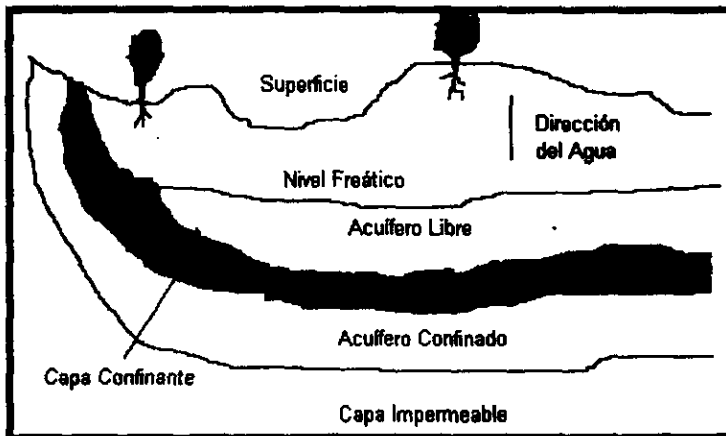 Superficie
Dirección
del Agua
Nivel Freático
Acuífero Libre
Acuífero Confinado
Capa Confinante
Capa Impermeable